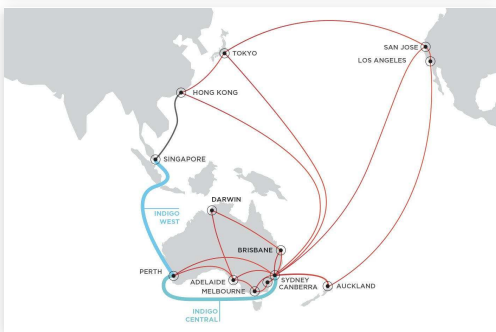 SAN JOSE
TOKYO
LOS ANGELES
HONG KONG
SINGAPORE
DARWIN
INDIGO
WEST
BRISBANE
PERTH
ADELAIDE
SYDNEY
CANBERRA
AUCKLAND
MELBOURNE
INDIGO
CENTRAL